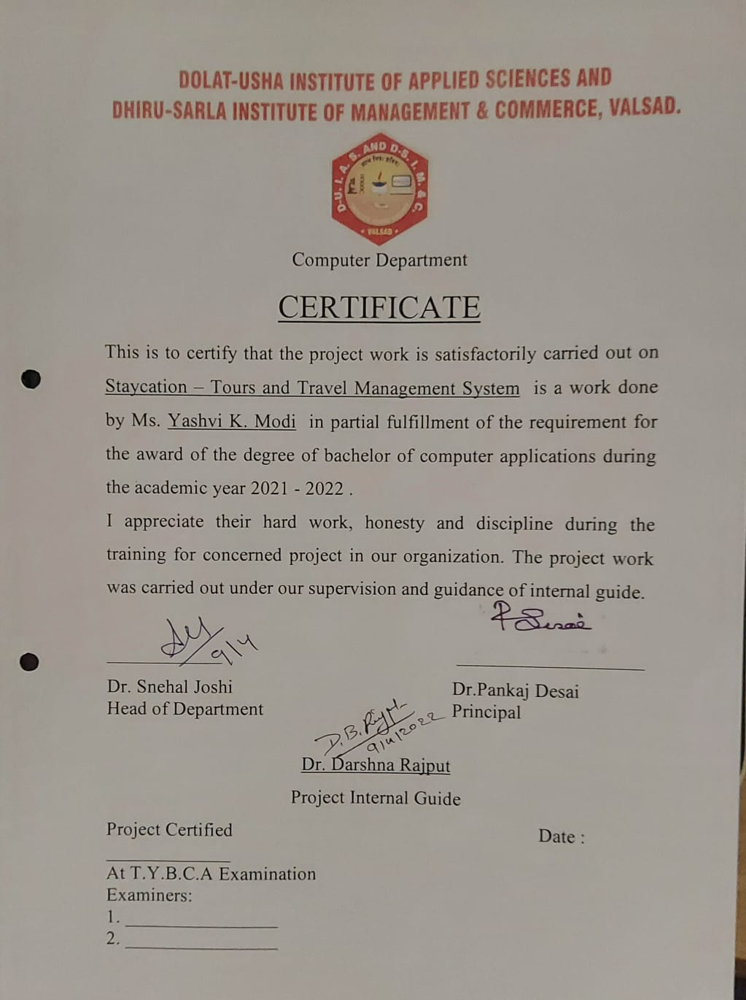 DOLAT-USHA INSTITUTE OF APPLIED SCIENCES AND
DHIRU-SARLA INSTITUTE OF MANAGEMENT & COMMERCE, VALSAD.
D-U. I. A. S. AND D-S. I. M. & C.
• VALSAD •
Computer Department
CERTIFICATE
This is to certify that the project work is satisfactorily carried out on
Staycation – Tours and Travel Management System is a work done
by Ms. Yashvi K. Modi in partial fulfillment of the requirement for
the award of the degree of bachelor of computer applications during
the academic year 2021 - 2022 .
I appreciate their hard work, honesty and discipline during the
training for concerned project in our organization. The project work
was carried out under our supervision and guidance of internal guide.
9/4
Dr. Snehal Joshi
Head of Department
P Desai
Dr.Pankaj Desai
Principal
D.B.
9/4/2022
Dr. Darshna Rajput
Project Internal Guide
Project Certified
Date :
At T.Y.B.C.A Examination
Examiners:
1.
2.